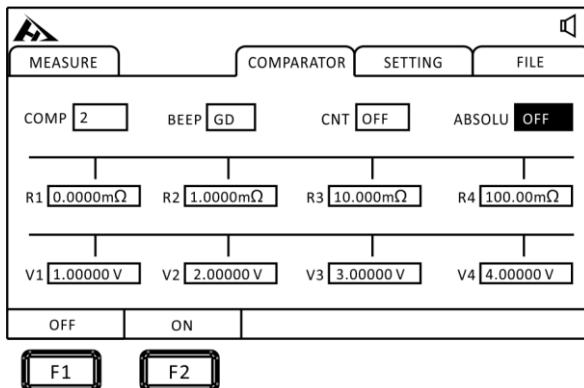 MEASURE COMPARATOR SETTING FILE
COMP 2 BEEP GD CNT OFF ABSOLU OFF
R1 0.0000mΩ R2 1.0000mΩ R3 10.000mΩ R4 100.00mΩ
V1 1.00000 V V2 2.00000 V V3 3.00000 V V4 4.00000 V
OFF ON
F1 F2